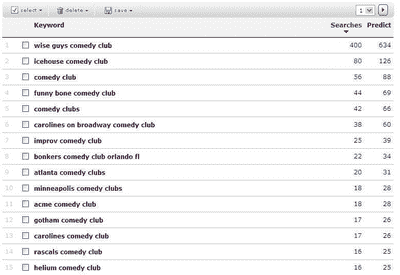 select delete save 1
Keyword Searches Predict
1 wise guys comedy club 400 634
2 icehouse comedy club 80 126
3 comedy club 56 88
4 funny bone comedy club 44 69
5 comedy clubs 42 66
6 carolines on broadway comedy club 38 60
7 improv comedy club 25 39
8 bonkers comedy club orlando fl 22 34
9 atlanta comedy clubs 20 31
10 minneapolis comedy clubs 18 28
11 acme comedy club 18 28
12 gotham comedy club 17 26
13 carolines comedy club 17 26
14 rascals comedy club 16 25
15 helium comedy club 16 25